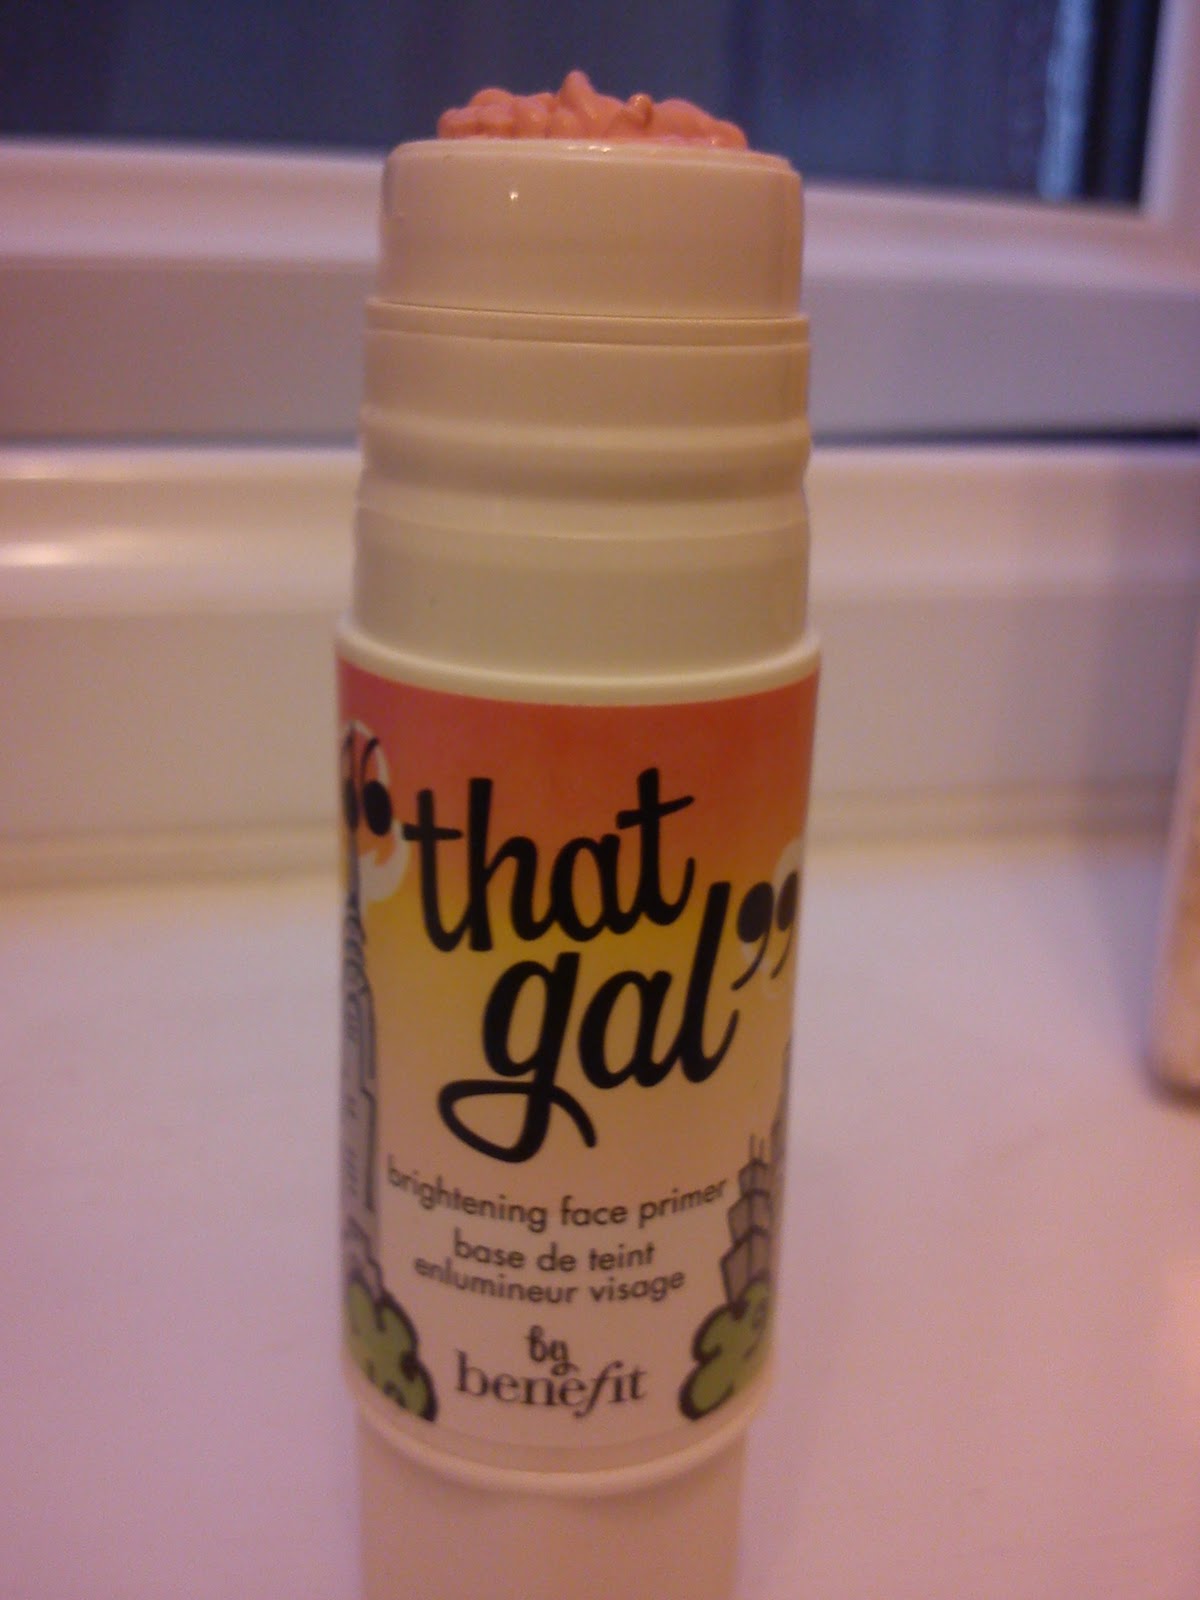 “that
gal”
brightening face primer
base de teint
enlumineur visage
by
benefit